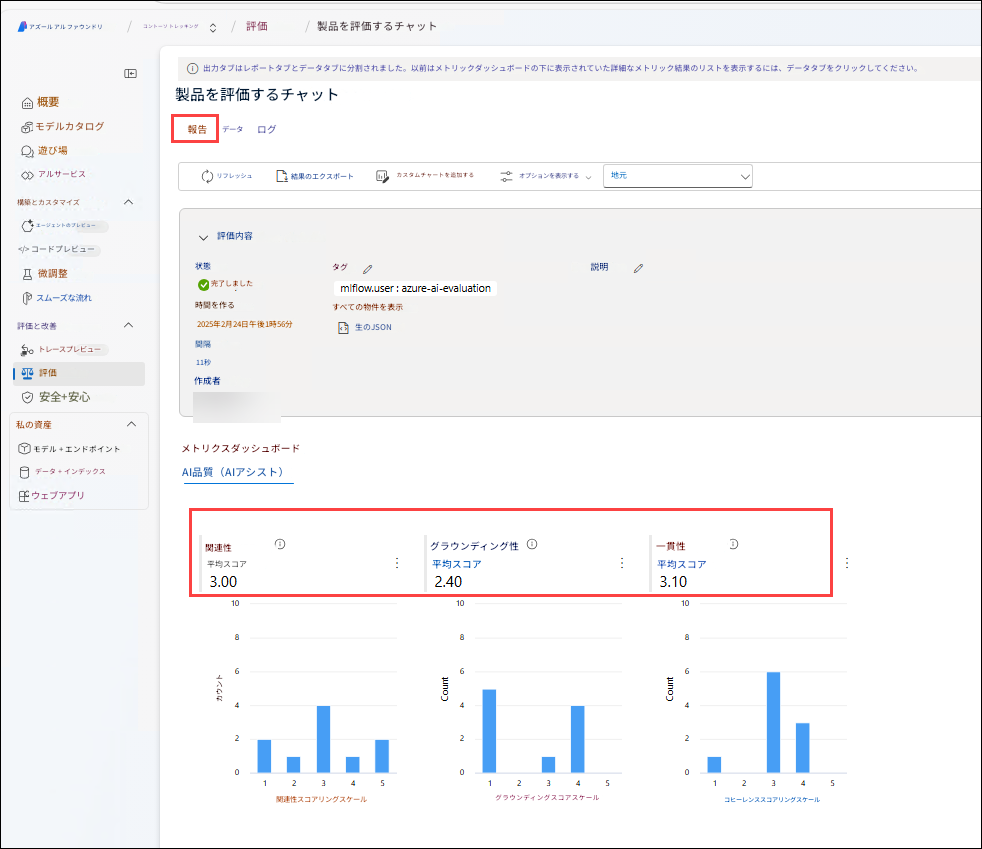 アズール アル ファウンドリ / コントーソ トレッキング / 評価 / 製品を評価するチャット
出力タブはレポートタブとデータタブに分割されました。以前はメトリックダッシュボードの下に表示されていた詳細なメトリック結果のリストを表示するには、データタブをクリックしてください。
製品を評価するチャット
報告 データ ログ
リフレッシュ 結果のエクスポート カスタムチャートを追加する オプションを表示する 地元
概要
モデルカタログ
遊び場
アルサービス
構築とカスタマイズ
エージェントのプレビュー
コードプレビュー
微調整
スムーズな流れ
評価と改善
トレースプレビュー
評価
安全+安心
私の資産
モデル + エンドポイント
データ + インデックス
ウェブアプリ
評価内容
状態
完了しました
時間を作る
2025年2月24日午後1時56分
間隔
11秒
作成者
タグ
mlflow.user : azure-ai-evaluation
すべての物件を表示
生のJSON
説明
メトリクスダッシュボード
AI品質（AIアシスト）
関連性
平均スコア
3.00
グラウンディング性
平均スコア
2.40
一貫性
平均スコア
3.10
10
8
6
4
2
0
カウント
1 2 3 4 5
関連性スコアリングスケール
10
8
6
4
2
0
Count
1 2 3 4 5
グラウンディングスコアスケール
10
8
6
4
2
0
Count
1 2 3 4 5
コヒーレンススコアリングスケール